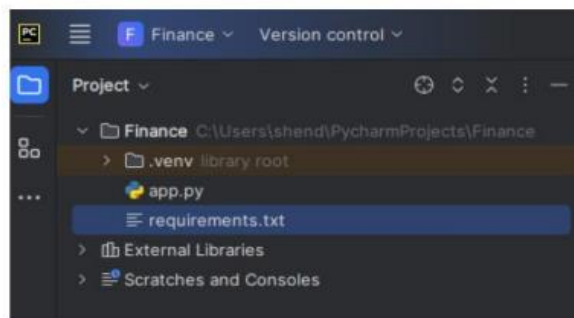 PC
F Finance Version control
Project
Finance C:\Users\shend\PycharmProjects\Finance
.venv library root
app.py
requirements.txt
External Libraries
Scratches and Consoles